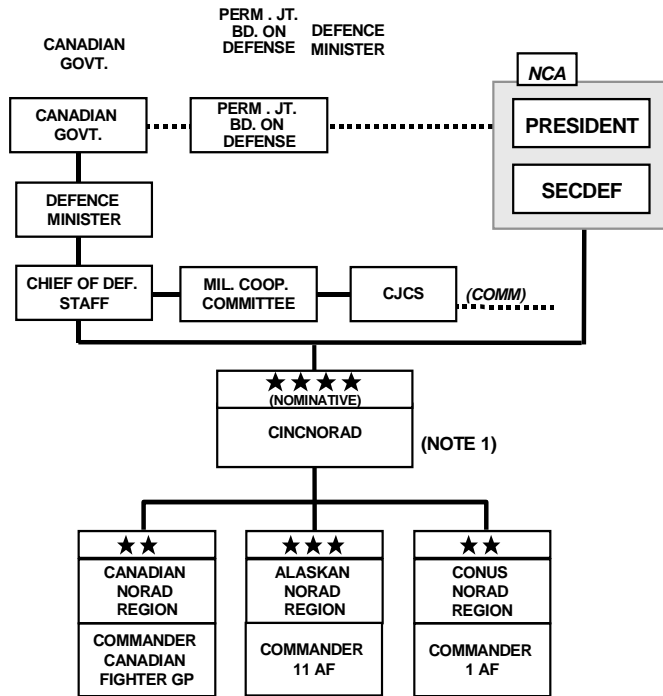 PERM . JT.
BD. ON
DEFENSE
DEFENCE
MINISTER
CANADIAN
GOVT.
NCA
CANADIAN
GOVT.
PERM . JT.
BD. ON
DEFENSE
PRESIDENT
SECDEF
DEFENCE
MINISTER
CHIEF OF DEF.
STAFF
MIL. COOP.
COMMITTEE
CJCS
(COMM)
(NOMINATIVE)
CINCNORAD
(NOTE 1)
CANADIAN
NORAD
REGION
COMMANDER
CANADIAN
FIGHTER GP
ALASKAN
NORAD
REGION
COMMANDER
11 AF
CONUS
NORAD
REGION
COMMANDER
1 AF